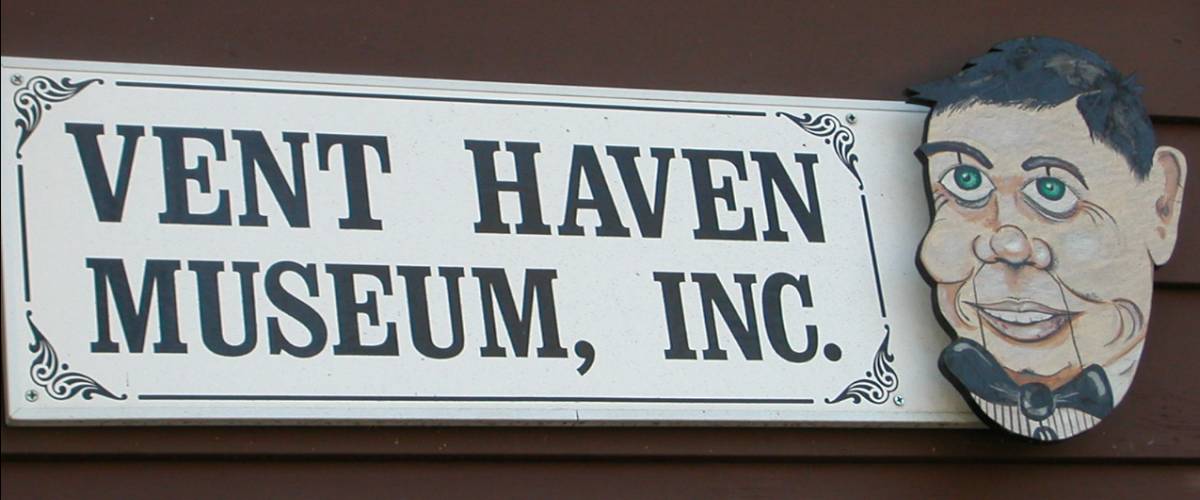 VENT HAVEN
MUSEUM, INC.